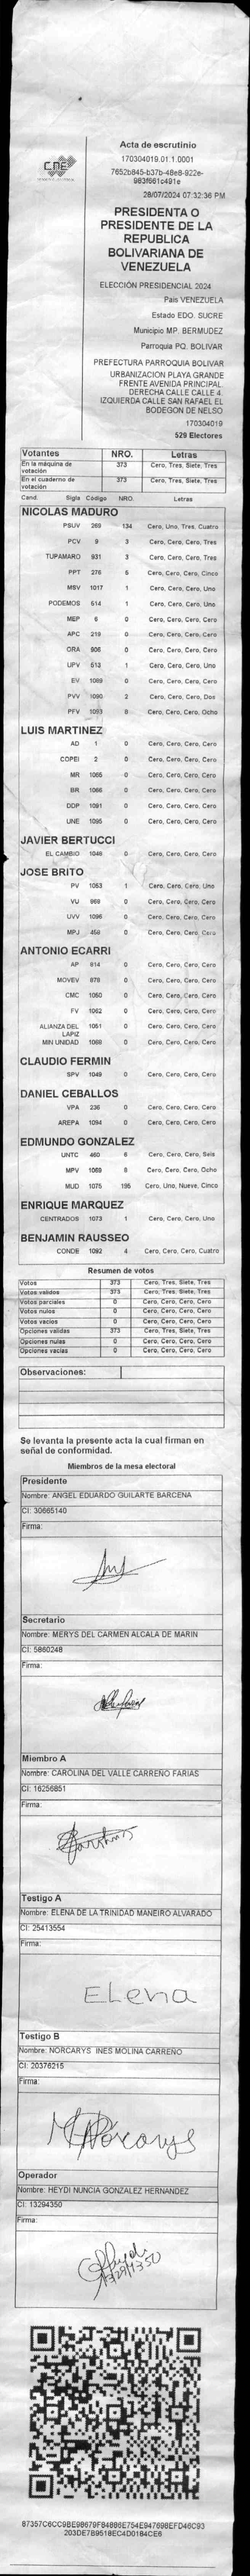 CNE
Acta de escrutinio
170304019.01.1.0001
7652b845-b37b-48e8-922e-
983f661c491e
28/07/2024 07:32:36 PM
PRESIDENTA O
PRESIDENTE DE LA
REPUBLICA
BOLIVARIANA DE
VENEZUELA
ELECCIÓN PRESIDENCIAL 2024
Pais VENEZUELA
Estado EDO. SUCRE
Municipio MP. BERMUDEZ
Parroquia PQ. BOLIVAR
PREFECTURA PARROQUIA BOLIVAR
URBANIZACION PLAYA GRANDE
FRENTE AVENIDA PRINCIPAL.
DERECHA CALLE CALLE 4.
IZQUIERDA CALLE SAN RAFAEL EL
BODEGON DE NELSO
170304019
529 Electores
Votantes NRO. Letras
En la máquina de votación 373 Cero, Tres, Siete, Tres
En el cuaderno de votación 373 Cero, Tres, Siete, Tres
Cand. Sigla Código NRO. Letras
NICOLAS MADURO
PSUV 269 134 Cero, Uno, Tres, Cuatro
PCV 9 3 Cero, Cero, Cero, Tres
TUPAMARO 931 3 Cero, Cero, Cero, Tres
PPT 276 5 Cero, Cero, Cero, Cinco
MSV 1017 1 Cero, Cero, Cero, Uno
PODEMOS 514 1 Cero, Cero, Cero, Uno
MEP 6 0 Cero, Cero, Cero, Cero
APC 219 0 Cero, Cero, Cero, Cero
ORA 906 0 Cero, Cero, Cero, Cero
UPV 513 1 Cero, Cero, Cero, Uno
EV 1089 0 Cero, Cero, Cero, Cero
PVV 1090 2 Cero, Cero, Cero, Dos
PFV 1093 8 Cero, Cero, Cero, Ocho
LUIS MARTINEZ
AD 1 0 Cero, Cero, Cero, Cero
COPEI 2 0 Cero, Cero, Cero, Cero
MR 1065 0 Cero, Cero, Cero, Cero
BR 1066 0 Cero, Cero, Cero, Cero
DDP 1091 0 Cero, Cero, Cero, Cero
UNE 1095 0 Cero, Cero, Cero, Cero
JAVIER BERTUCCI
EL CAMBIO 1048 0 Cero, Cero, Cero, Cero
JOSE BRITO
PV 1053 1 Cero, Cero, Cero, Uno
VU 969 0 Cero, Cero, Cero, Cero
UVV 1096 0 Cero, Cero, Cero, Cero
MPJ 458 0 Cero, Cero, Cero, Cero
ANTONIO ECARRI
AP 814 0 Cero, Cero, Cero, Cero
MOVEV 878 0 Cero, Cero, Cero, Cero
CMC 1050 0 Cero, Cero, Cero, Cero
FV 1062 0 Cero, Cero, Cero, Cero
ALIANZA DEL LAPIZ 1051 0 Cero, Cero, Cero, Cero
MIN UNIDAD 1068 0 Cero, Cero, Cero, Cero
CLAUDIO FERMIN
SPV 1049 0 Cero, Cero, Cero, Cero
DANIEL CEBALLOS
VPA 236 0 Cero, Cero, Cero, Cero
AREPA 1094 0 Cero, Cero, Cero, Cero
EDMUNDO GONZALEZ
UNTC 460 6 Cero, Cero, Cero, Seis
MPV 1069 8 Cero, Cero, Cero, Ocho
MUD 1075 195 Cero, Uno, Nueve, Cinco
ENRIQUE MARQUEZ
CENTRADOS 1073 1 Cero, Cero, Cero, Uno
BENJAMIN RAUSSEO
CONDE 1092 4 Cero, Cero, Cero, Cuatro
Resumen de votos
Votos 373 Cero, Tres, Siete, Tres
Votos validos 373 Cero, Tres, Siete, Tres
Votos parciales 0 Cero, Cero, Cero, Cero
Votos nulos 0 Cero, Cero, Cero, Cero
Votos vacios 0 Cero, Cero, Cero, Cero
Opciones validas 373 Cero, Tres, Siete, Tres
Opciones nulas 0 Cero, Cero, Cero, Cero
Opciones vacias 0 Cero, Cero, Cero, Cero
Observaciones:
Se levanta la presente acta la cual firman en
señal de conformidad.
Miembros de la mesa electoral
Presidente
Nombre: ANGEL EDUARDO GUILARTE BARCENA
CI: 30665140
Firma:
Secretario
Nombre: MERYS DEL CARMEN ALCALA DE MARIN
CI: 5860248
Firma:
Miembro A
Nombre: CAROLINA DEL VALLE CARREÑO FARIAS
CI: 16256851
Firma:
Testigo A
Nombre: ELENA DE LA TRINIDAD MANEIRO ALVARADO
CI: 25413554
Firma:
Elena
Testigo B
Nombre: NORCARYS INES MOLINA CARREÑO
CI: 20376215
Firma:
Norcarys
Operador
Nombre: HEYDI NUNCIA GONZALEZ HERNANDEZ
CI: 13294350
Firma:
13294350
87357C6CC9BE98679FB4886E754E947698EFD46C93
203DE7B9518EC4D0184CE6